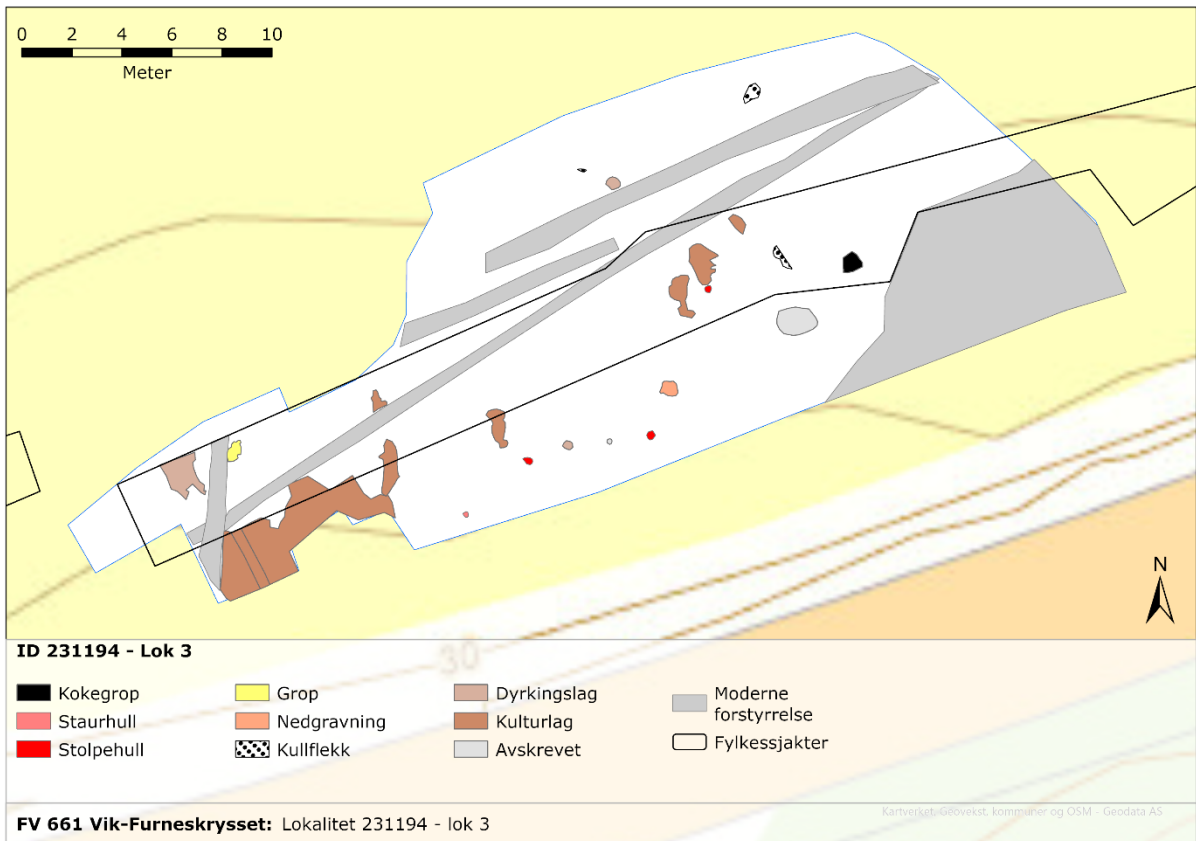 0 2 4 6 8 10
Meter
N
30
ID 231194 - Lok 3
Kokegrop
Staurhull
Stolpehull
Grop
Nedgravning
Kullflekk
Dyrkingslag
Kulturlag
Avskrevet
Moderne
forstyrrelse
Fylkessjakter
Kartverket, Geovekst, kommuner og OSM - Geodata AS
FV 661 Vik-Furneskrysset: Lokalitet 231194 - lok 3